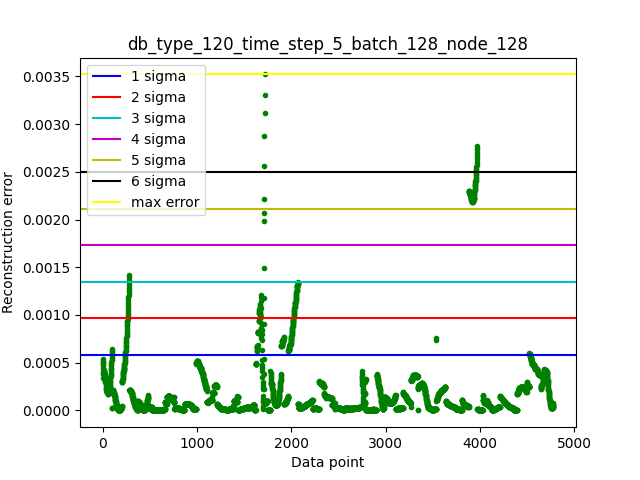 db_type_120_time_step_5_batch_128_node_128
Reconstruction error
0.0035
0.0030
0.0025
0.0020
0.0015
0.0010
0.0005
0.0000
1 sigma
2 sigma
3 sigma
4 sigma
5 sigma
6 sigma
max error
0 1000 2000 3000 4000 5000
Data point